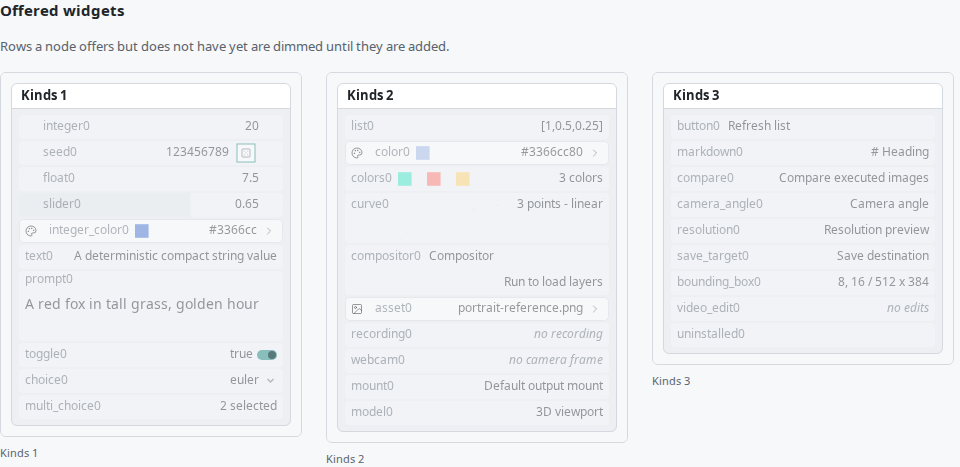 Offered widgets
Rows a node offers but does not have yet are dimmed until they are added.
Kinds 1
integer0 20
seed0 123456789
float0 7.5
slider0 0.65
integer_color0 #3366cc
text0 A deterministic compact string value
prompt0
A red fox in tall grass, golden hour
toggle0 true
choice0 euler
multi_choice0 2 selected
Kinds 1
Kinds 2
list0 [1,0.5,0.25]
color0 #3366cc80
colors0 3 colors
curve0 3 points - linear
compositor0 Compositor
Run to load layers
asset0 portrait-reference.png
recording0 no recording
webcam0 no camera frame
mount0 Default output mount
model0 3D viewport
Kinds 2
Kinds 3
button0 Refresh list
markdown0 # Heading
compare0 Compare executed images
camera_angle0 Camera angle
resolution0 Resolution preview
save_target0 Save destination
bounding_box0 8, 16 / 512 x 384
video_edit0 no edits
uninstalled0
Kinds 3